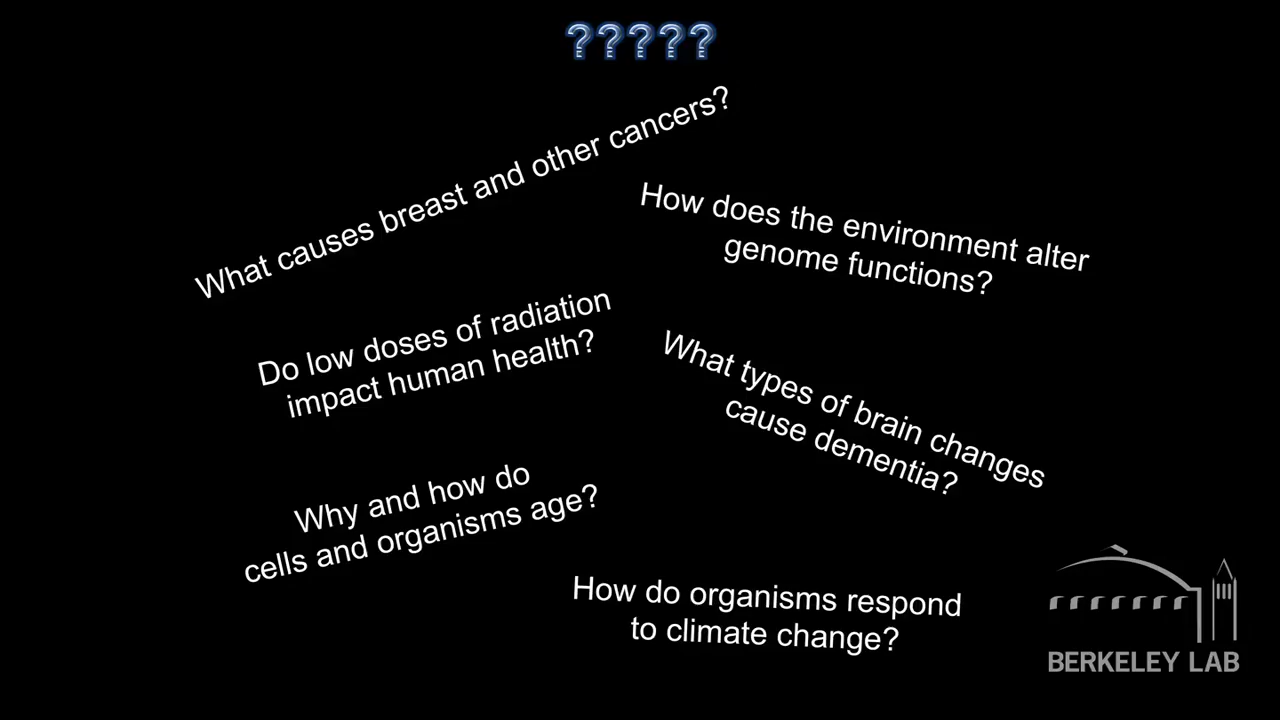 ?????
What causes breast and other cancers?
How does the environment alter
genome functions?
Do low doses of radiation
impact human health?
What types of brain changes
cause dementia?
Why and how do
cells and organisms age?
How do organisms respond
to climate change?
BERKELEY LAB